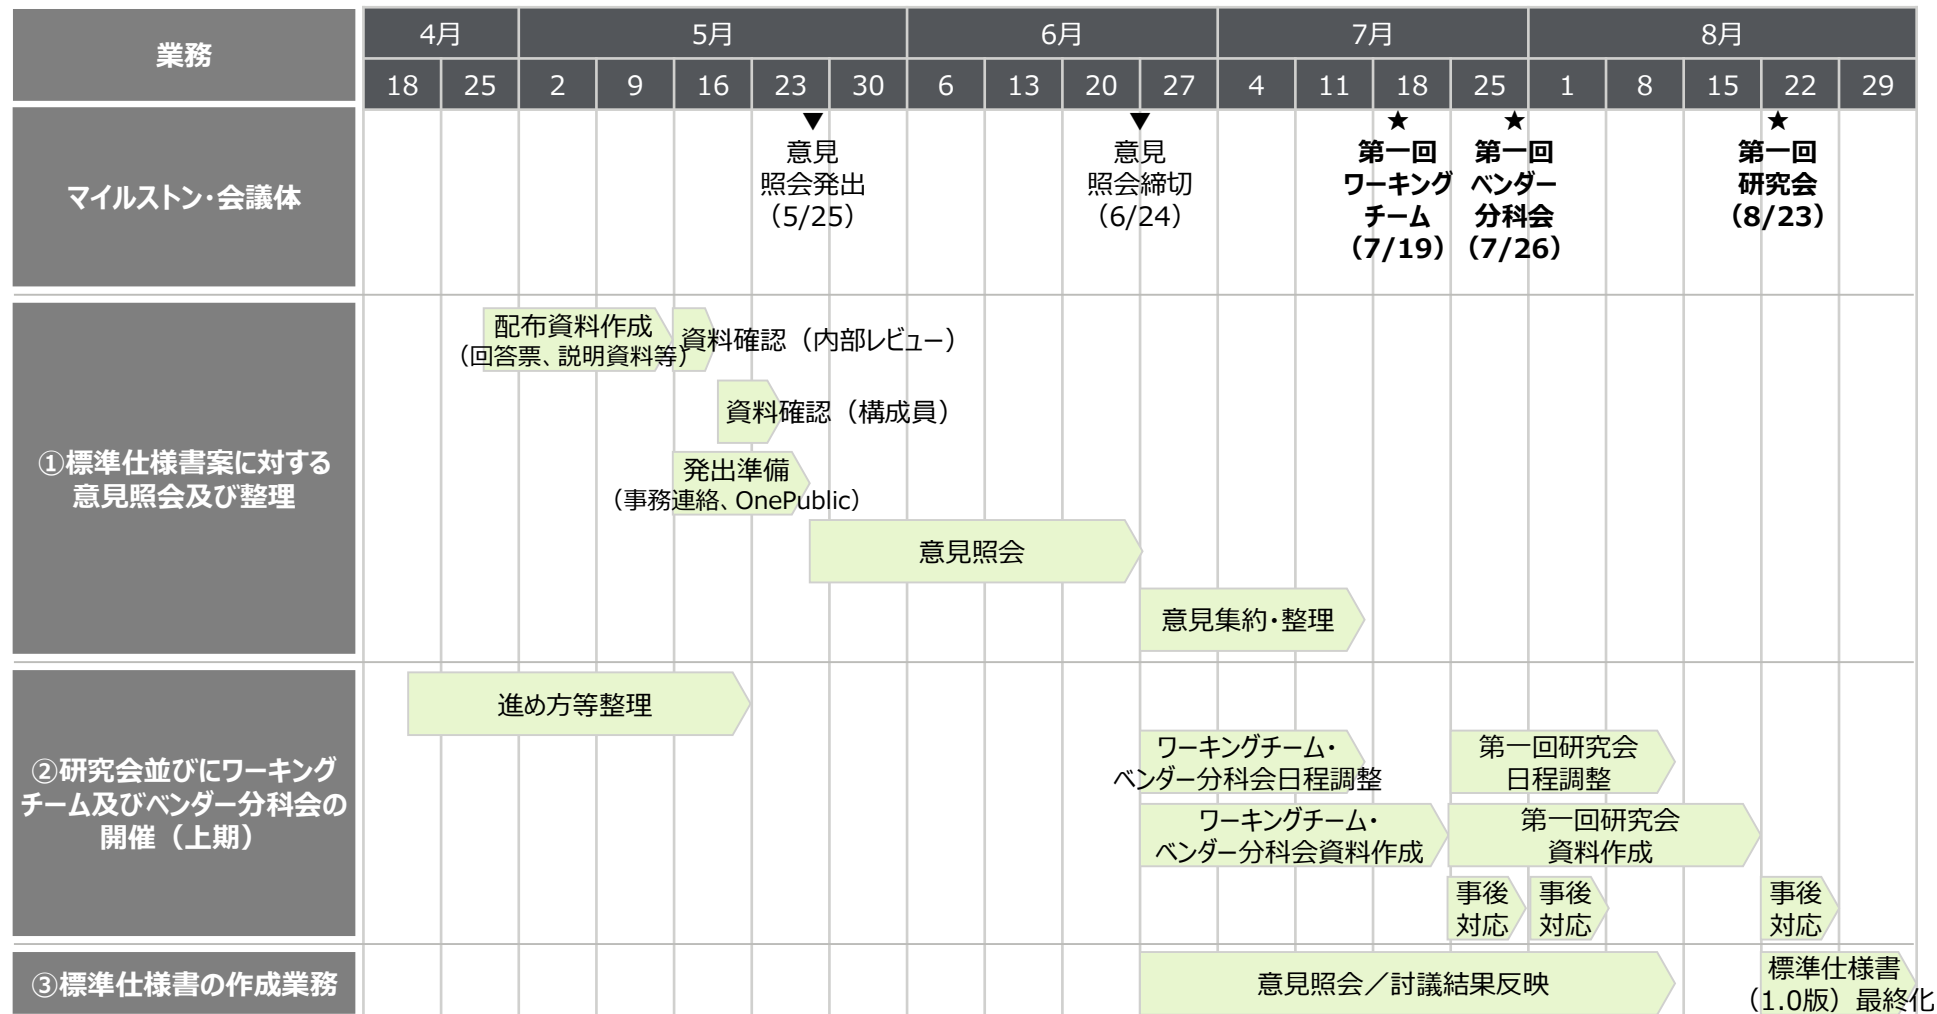 業務
4月
5月
6月
7月
8月
18
25
2
9
16
23
30
6
13
20
27
4
11
18
25
1
8
15
22
29
マイルストン・会議体
▼
意見
照会発出
（5/25）
▼
意見
照会締切
（6/24）
★
第一回
ワーキング
チーム
（7/19）
★
第一回
ベンダー
分科会
（7/26）
★
第一回
研究会
（8/23）
①標準仕様書案に対する
意見照会及び整理
配布資料作成
（回答票、説明資料等）
資料確認（内部レビュー）
資料確認（構成員）
発出準備
（事務連絡、OnePublic）
意見照会
意見集約・整理
②研究会並びにワーキング
チーム及びベンダー分科会の
開催（上期）
進め方等整理
ワーキングチーム・
ベンダー分科会日程調整
第一回研究会
日程調整
ワーキングチーム・
ベンダー分科会資料作成
第一回研究会
資料作成
事後
対応
事後
対応
事後
対応
③標準仕様書の作成業務
意見照会／討議結果反映
標準仕様書
（1.0版）最終化